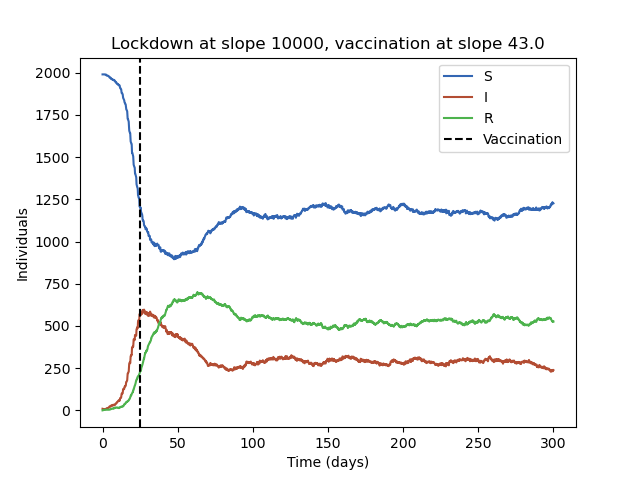 Lockdown at slope 10000, vaccination at slope 43.0
S
I
R
Vaccination
Individuals
2000
1750
1500
1250
1000
750
500
250
0
0 50 100 150 200 250 300
Time (days)